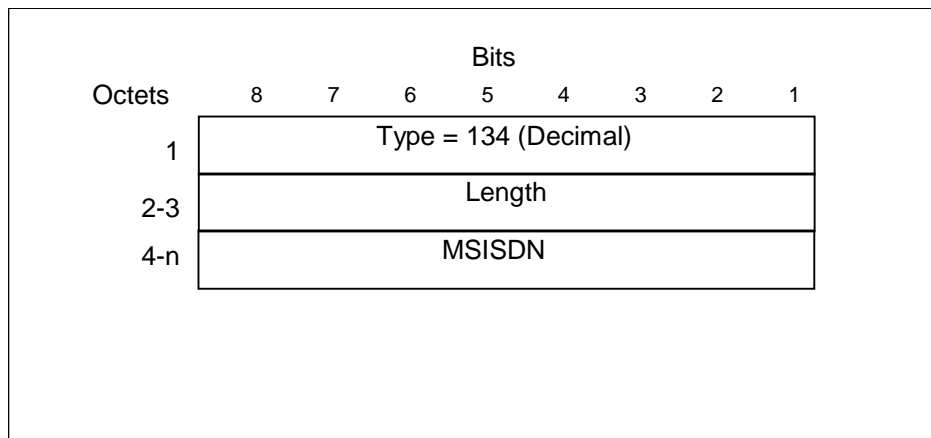 Bits
Octets 8 7 6 5 4 3 2 1
1 Type = 134 (Decimal)
2-3 Length
4-n MSISDN